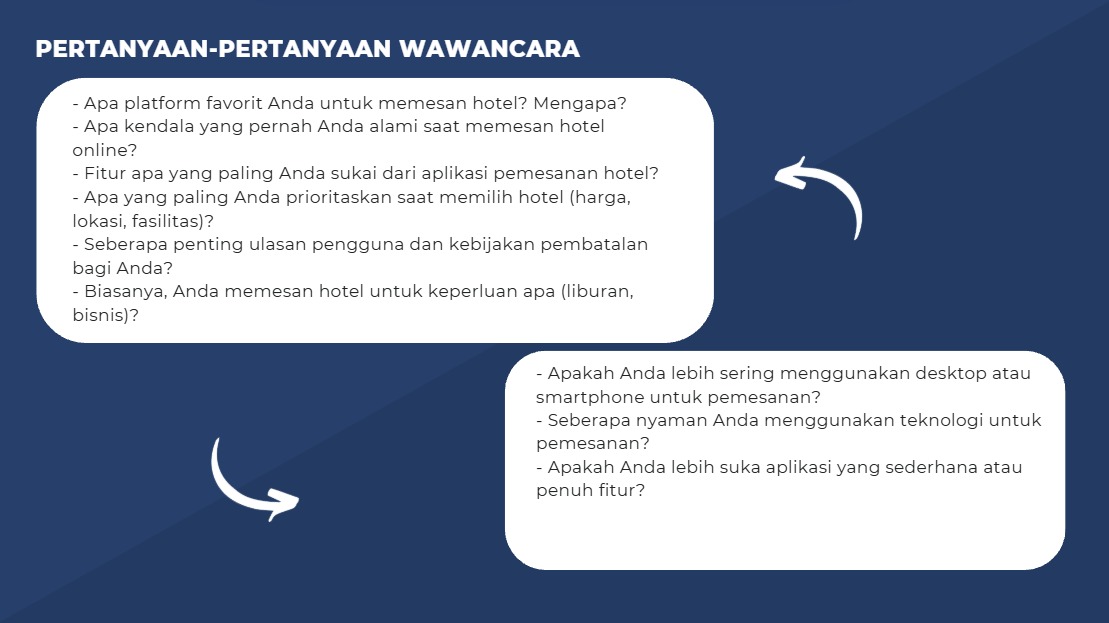 PERTANYAAN-PERTANYAAN WAWANCARA
- Apa platform favorit Anda untuk memesan hotel? Mengapa?
- Apa kendala yang pernah Anda alami saat memesan hotel
online?
- Fitur apa yang paling Anda sukai dari aplikasi pemesanan hotel?
- Apa yang paling Anda prioritaskan saat memilih hotel (harga,
lokasi, fasilitas)?
- Seberapa penting ulasan pengguna dan kebijakan pembatalan
bagi Anda?
- Biasanya, Anda memesan hotel untuk keperluan apa (liburan,
bisnis)?
- Apakah Anda lebih sering menggunakan desktop atau
smartphone untuk pemesanan?
- Seberapa nyaman Anda menggunakan teknologi untuk
pemesanan?
- Apakah Anda lebih suka aplikasi yang sederhana atau
penuh fitur?